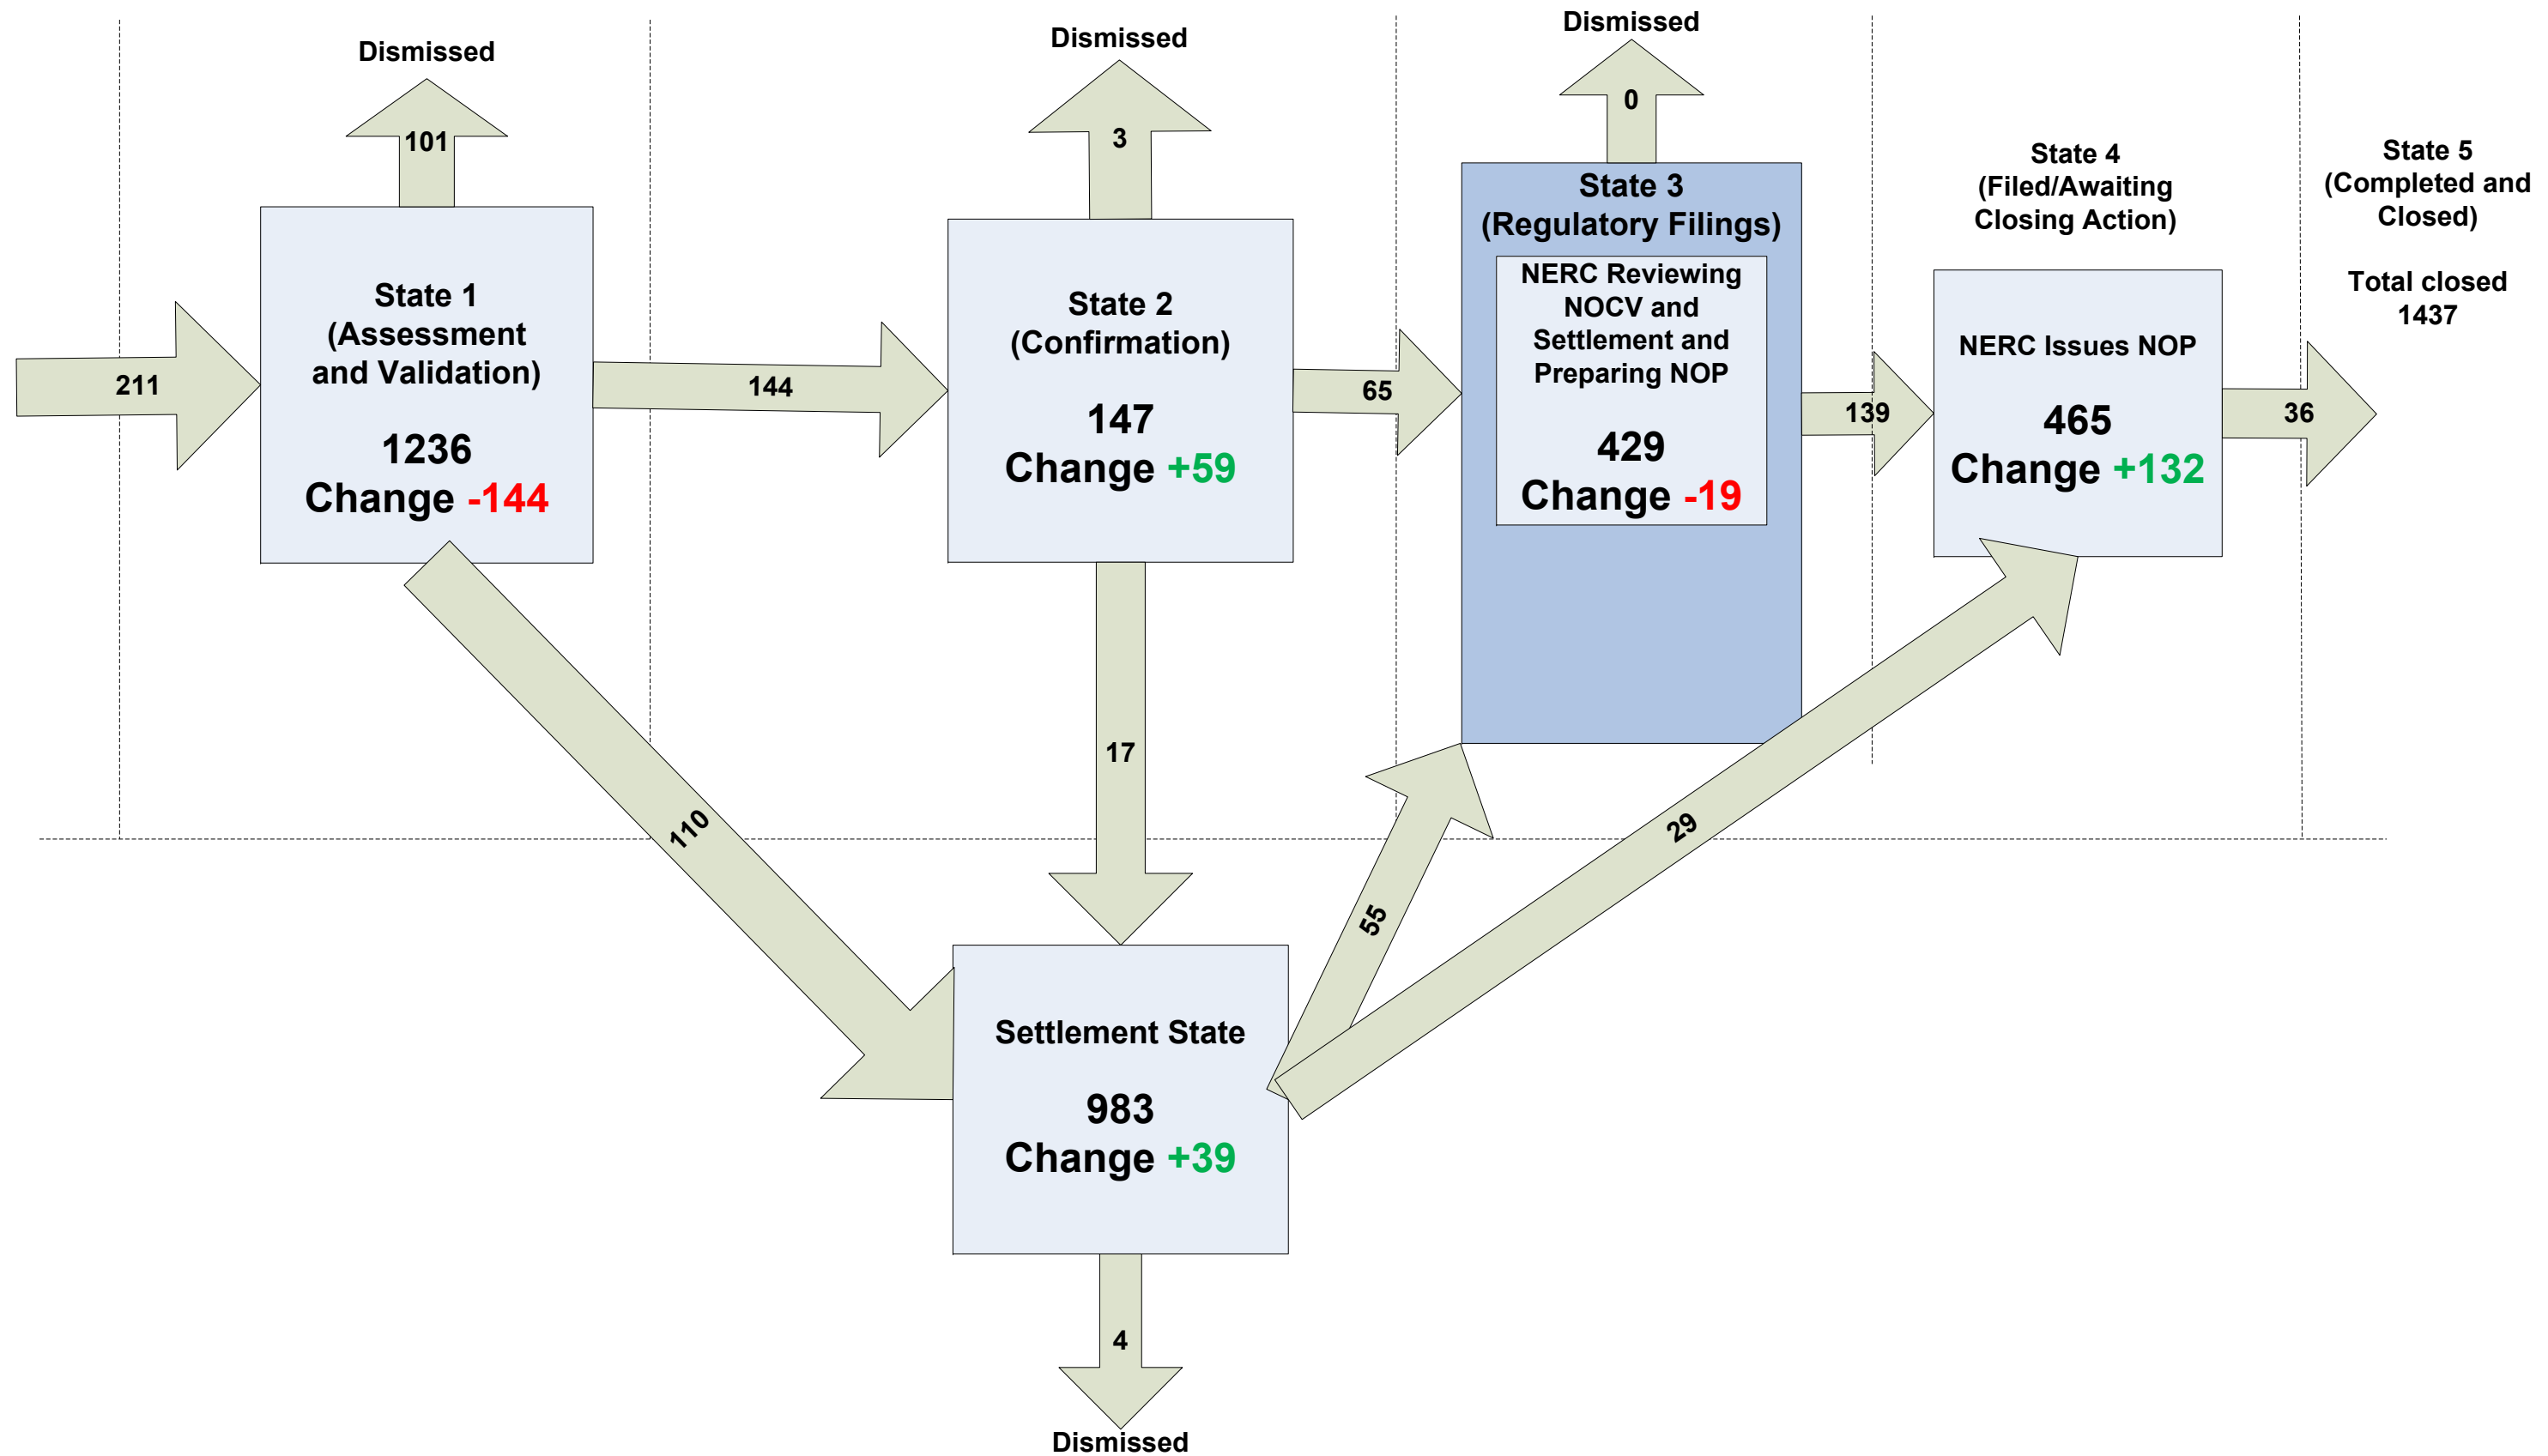 Dismissed
101
211
State 1
(Assessment
and Validation)
1236
Change -144
144
Dismissed
3
State 2
(Confirmation)
147
Change +59
65
Dismissed
0
State 3
(Regulatory Filings)
NERC Reviewing
NOCV and
Settlement and
Preparing NOP
429
Change -19
139
State 4
(Filed/Awaiting
Closing Action)
NERC Issues NOP
465
Change +132
36
State 5
(Completed and
Closed)
Total closed
1437
110
17
55
29
Settlement State
983
Change +39
4
Dismissed